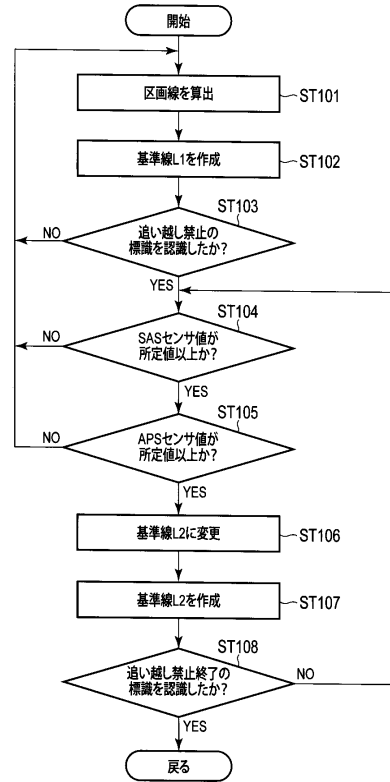 開始
区画線を算出
ST101
基準線L1を作成
ST102
ST103
追い越し禁止の
標識を認識したか?
NO
YES
ST104
SASセンサ値が
所定値以上か?
NO
YES
ST105
APSセンサ値が
所定値以上か?
NO
YES
基準線L2に変更
ST106
基準線L2を作成
ST107
ST108
追い越し禁止終了の
標識を認識したか?
NO
YES
戻る